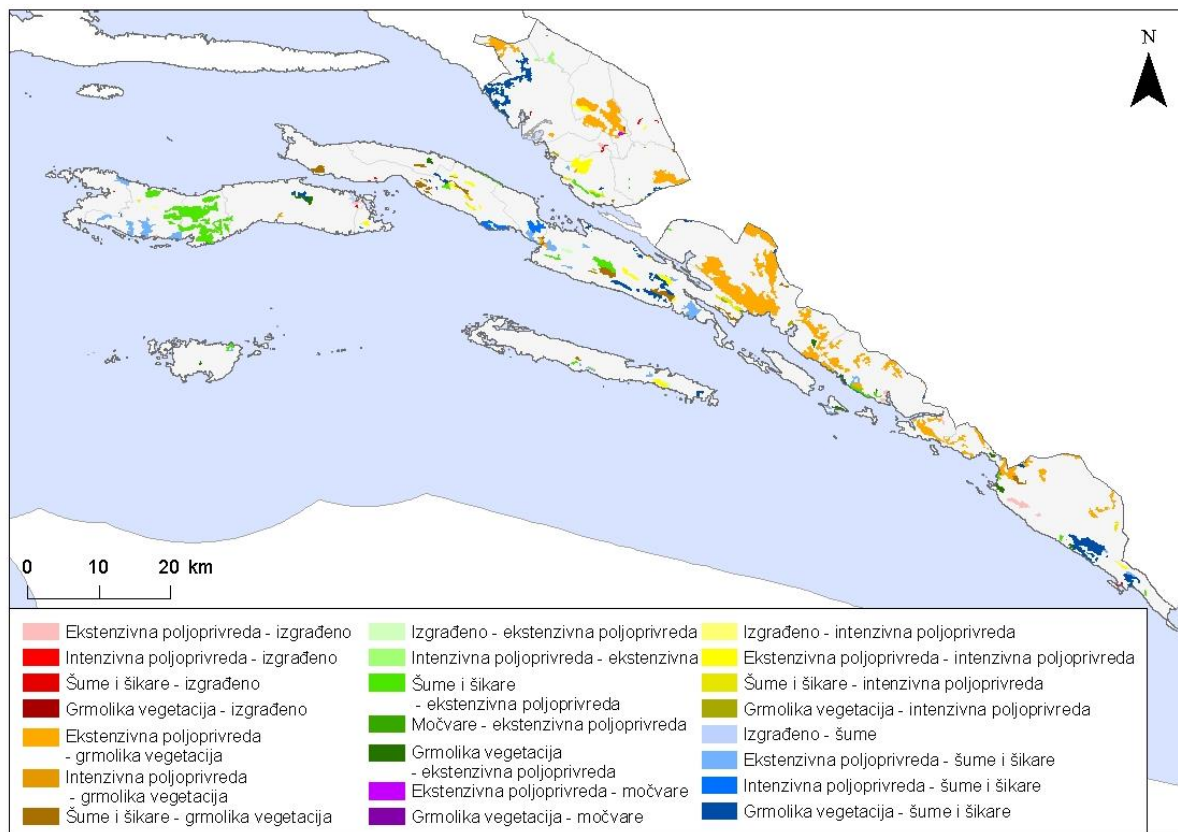 N
0 10 20 km
Ekstenzivna poljoprivreda - izgrađeno
Intenzivna poljoprivreda - izgrađeno
Šume i šikare - izgrađeno
Grmolika vegetacija - izgrađeno
Ekstenzivna poljoprivreda
- grmolika vegetacija
Intenzivna poljoprivreda
- grmolika vegetacija
Šume i šikare - grmolika vegetacija
Izgrađeno - ekstenzivna poljoprivreda
Intenzivna poljoprivreda - ekstenzivna
Šume i šikare
- ekstenzivna poljoprivreda
Močvare - ekstenzivna poljoprivreda
Grmolika vegetacija
- ekstenzivna poljoprivreda
Ekstenzivna poljoprivreda - močvare
Grmolika vegetacija - močvare
Izgrađeno - intenzivna poljoprivreda
Ekstenzivna poljoprivreda - intenzivna poljoprivreda
Šume i šikare - intenzivna poljoprivreda
Grmolika vegetacija - intenzivna poljoprivreda
Izgrađeno - šume
Ekstenzivna poljoprivreda - šume i šikare
Intenzivna poljoprivreda - šume i šikare
Grmolika vegetacija - šume i šikare